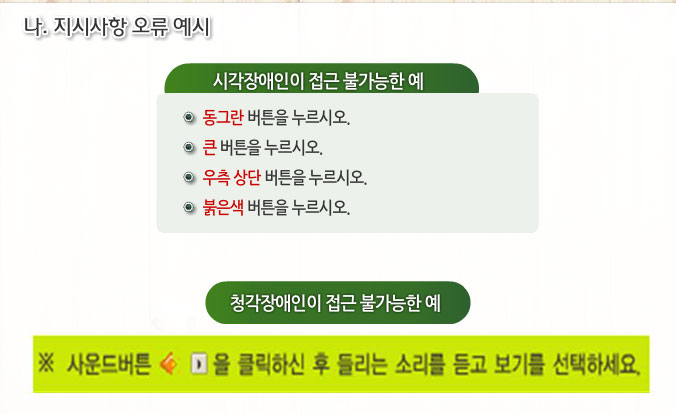 나. 지시사항 오류 예시
시각장애인이 접근 불가능한 예
동그란 버튼을 누르시오.
큰 버튼을 누르시오.
우측 상단 버튼을 누르시오.
붉은색 버튼을 누르시오.
청각장애인이 접근 불가능한 예
※ 사운드버튼 을 클릭하신 후 들리는 소리를 듣고 보기를 선택하세요.